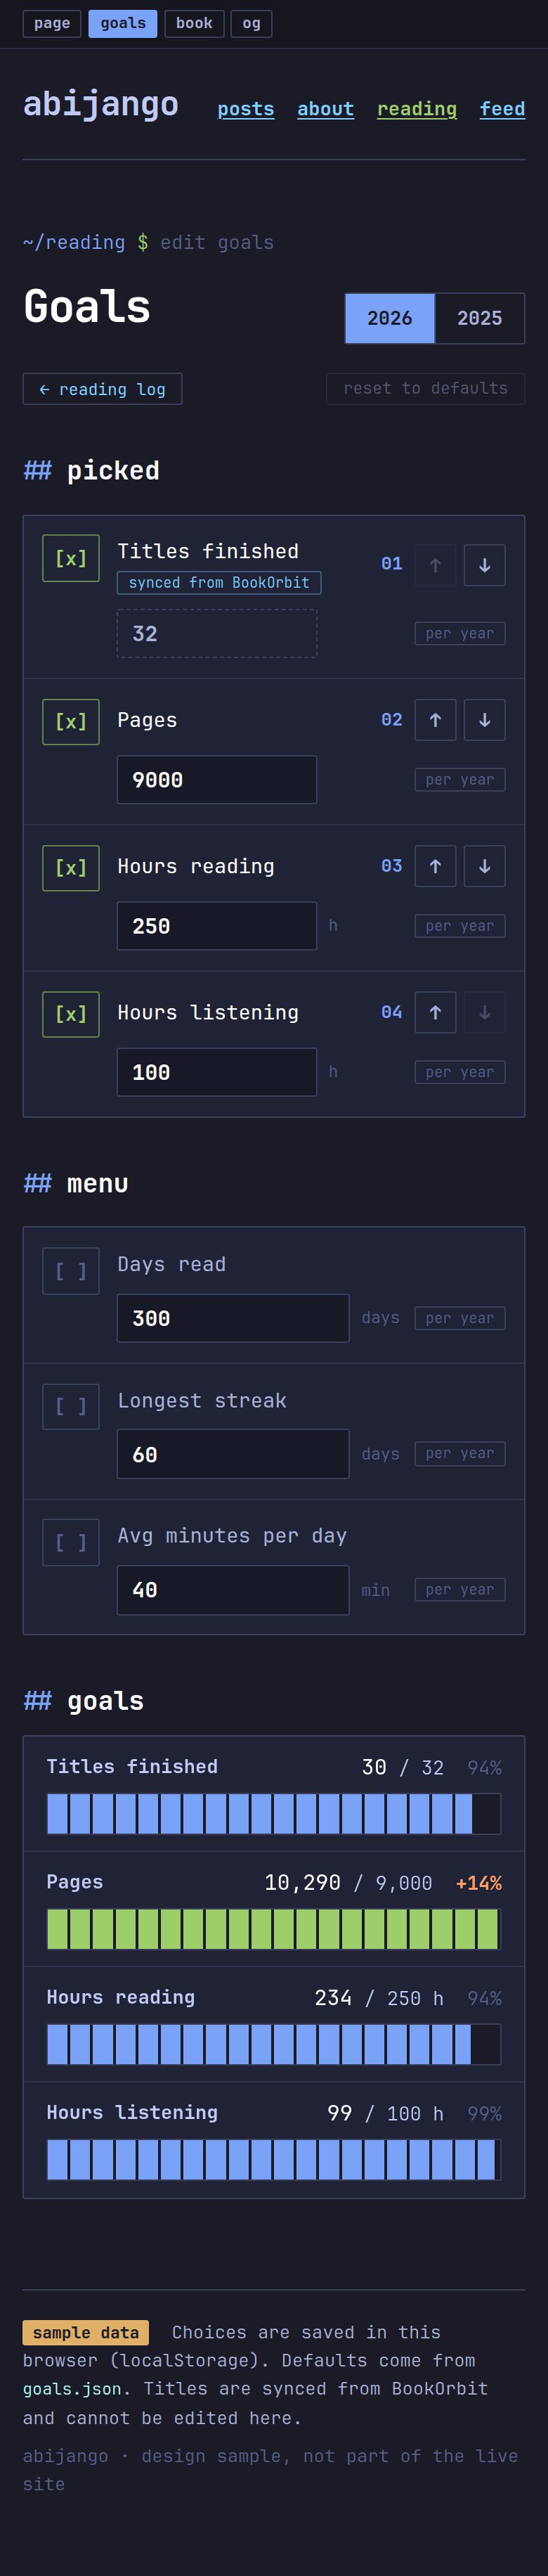 page goals book og
abijango posts about reading feed
~/reading $ edit goals
Goals 2026 2025
← reading log reset to defaults
## picked
[x] Titles finished 01 ↑ ↓
synced from BookOrbit
32 per year
[x] Pages 02 ↑ ↓
9000 per year
[x] Hours reading 03 ↑ ↓
250 h per year
[x] Hours listening 04 ↑ ↓
100 h per year
## menu
[ ] Days read
300 days per year
[ ] Longest streak
60 days per year
[ ] Avg minutes per day
40 min per year
## goals
Titles finished 30 / 32 94%
Pages 10,290 / 9,000 +14%
Hours reading 234 / 250 h 94%
Hours listening 99 / 100 h 99%
sample data Choices are saved in this
browser (localStorage). Defaults come from
goals.json. Titles are synced from BookOrbit
and cannot be edited here.
abijango · design sample, not part of the live
site